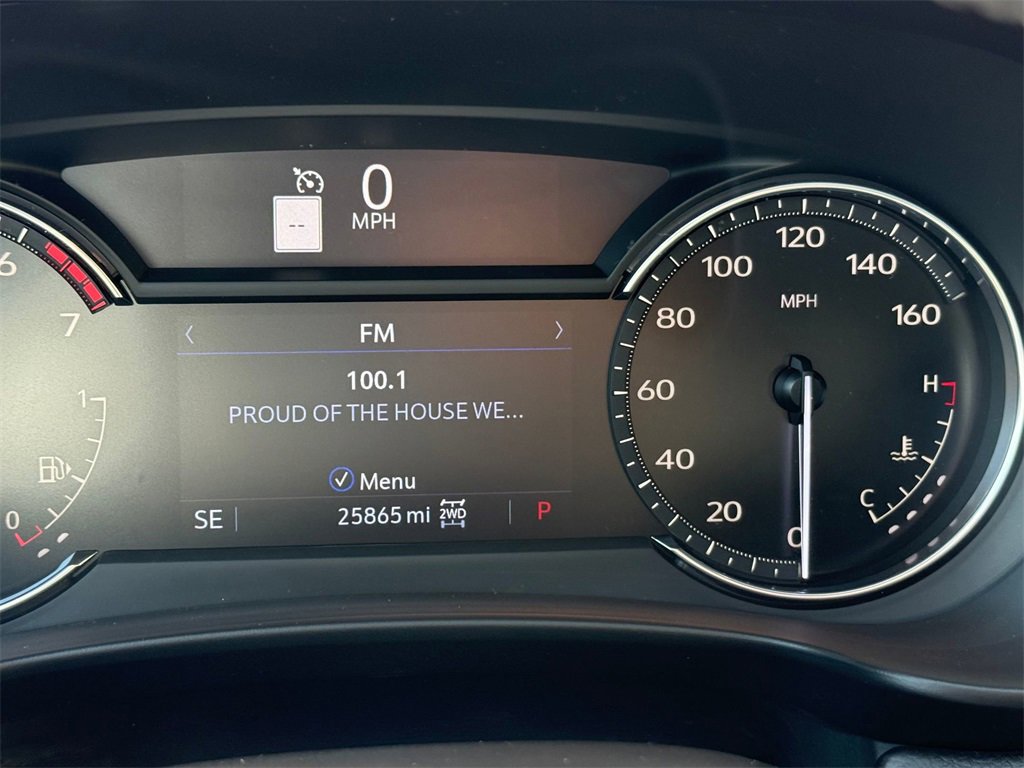 0
MPH
--
6
7
1
0
FM
100.1
PROUD OF THE HOUSE WE...
Menu
SE
25865 mi
2WD
P
0
20
40
60
80
100
120
140
160
MPH
H
C